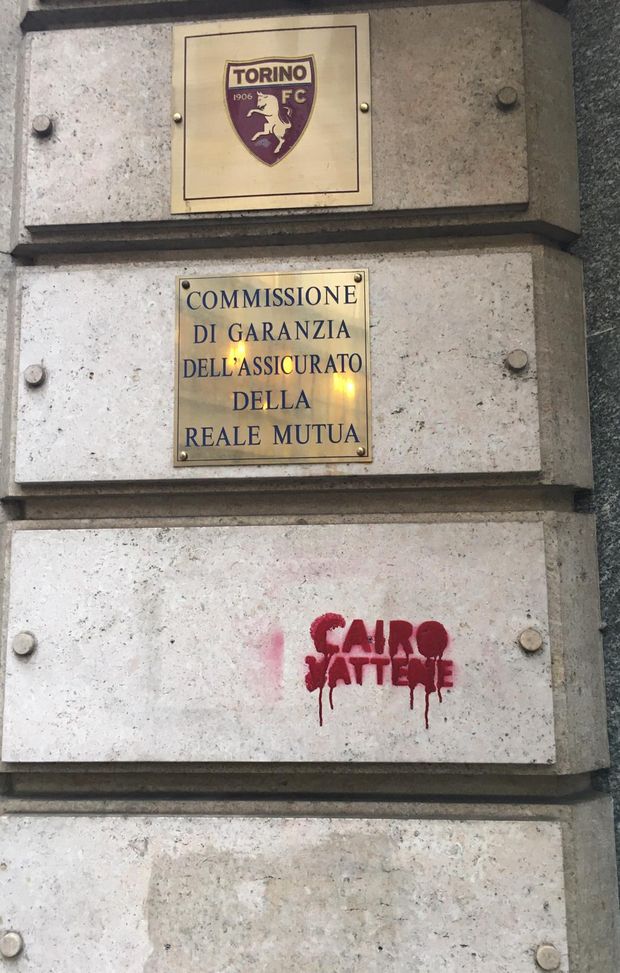 TORINO
1906 FC
COMMISSIONE
DI GARANZIA
DELL'ASSICURATO
DELLA
REALE MUTUA
CAIRO
VATTENE